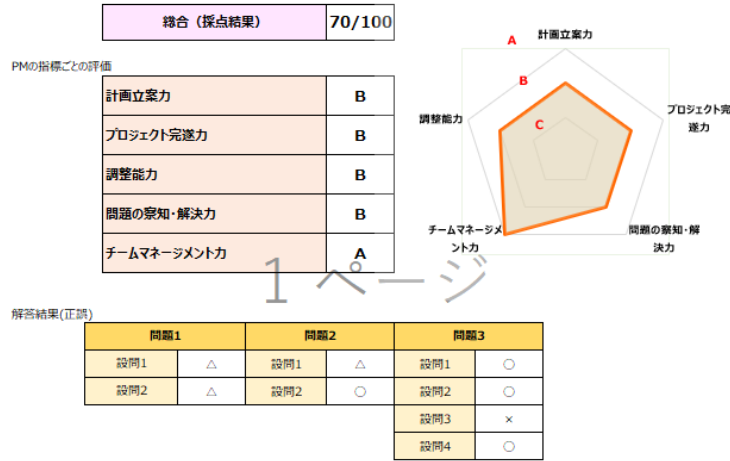 総合（採点結果） 70/100
PMの指標ごとの評価
計画立案力 B
プロジェクト完遂力 B
調整能力 B
問題の察知・解決力 B
チームマネージメント力 A
A
B
C
計画立案力
プロジェクト完
遂力
問題の察知・解
決力
チームマネージメ
ント力
調整能力
1 ページ
解答結果(正誤)
問題1 問題2 問題3
設問1 △ 設問1 △ 設問1 〇
設問2 △ 設問2 〇 設問2 〇
設問3 ×
設問4 〇